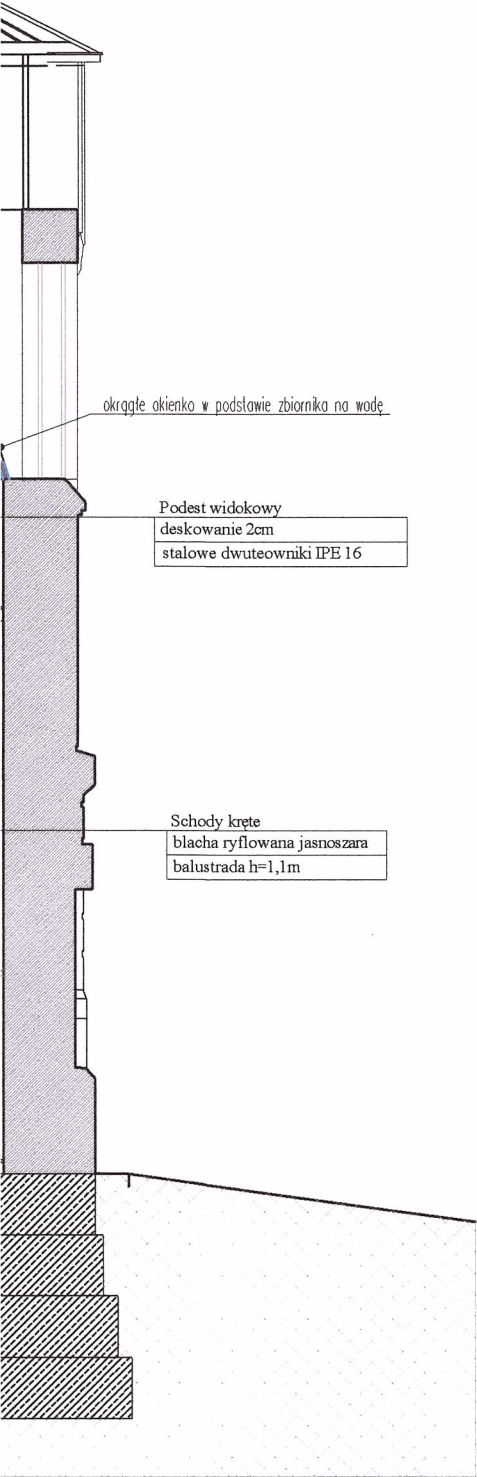 okrągłe okienko w podstawie zbiornika na wodę
Podest widokowy
deskowanie 2cm
stalowe dwuteowniki IPE 16
Schody kręte
blacha ryflowana jasnoszara
balustrada h=1,1m